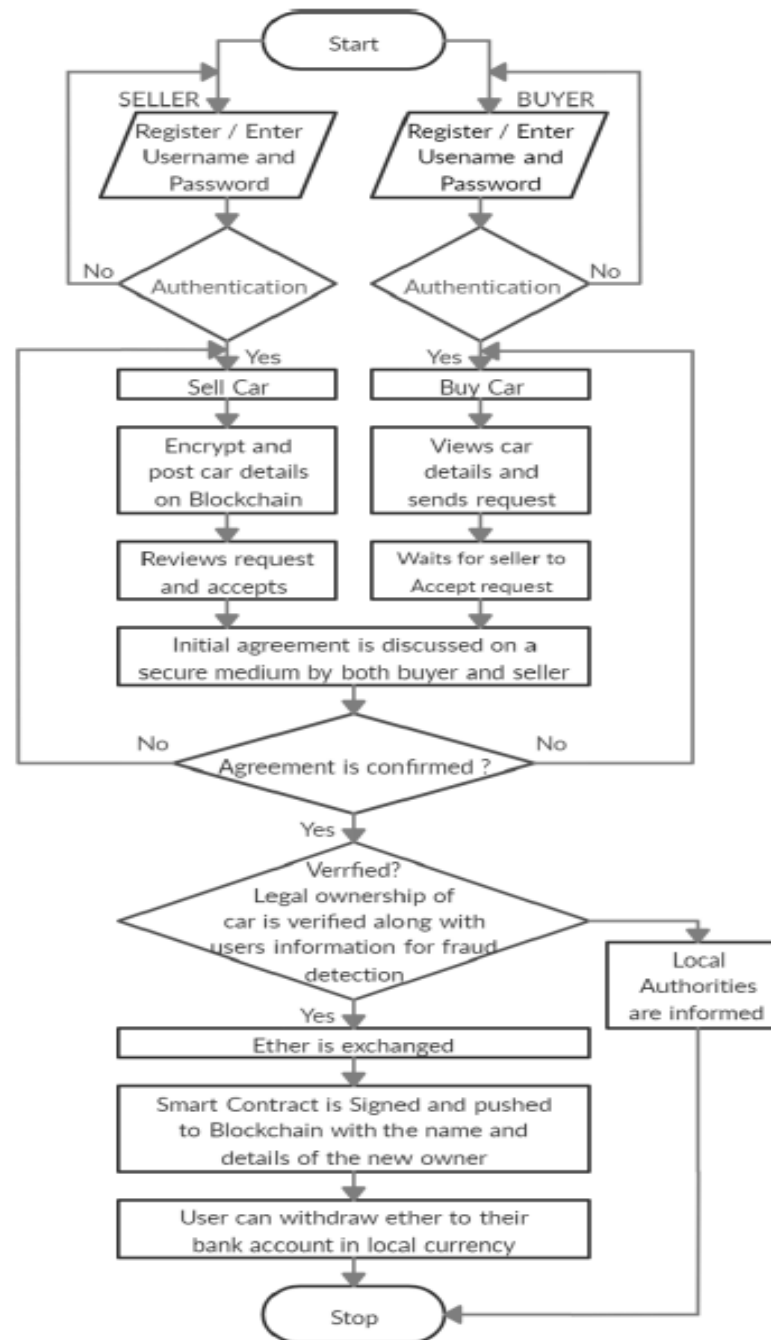 Start
SELLER
BUYER
Register / Enter
Username and
Password
Register / Enter
Usename and
Password
No
Authentication
Authentication
No
Yes
Yes
Sell Car
Buy Car
Encrypt and
post car details
on Blockchain
Views car
details and
sends request
Reviews request
and accepts
Waits for seller to
Accept request
Initial agreement is discussed on a
secure medium by both buyer and seller
No
No
Agreement is confirmed ?
Yes
Verrfied?
Legal ownership of
car is verified along with
users information for fraud
detection
Local
Authorities
are informed
Yes
Ether is exchanged
Smart Contract is Signed and pushed
to Blockchain with the name and
details of the new owner
User can withdraw ether to their
bank account in local currency
Stop